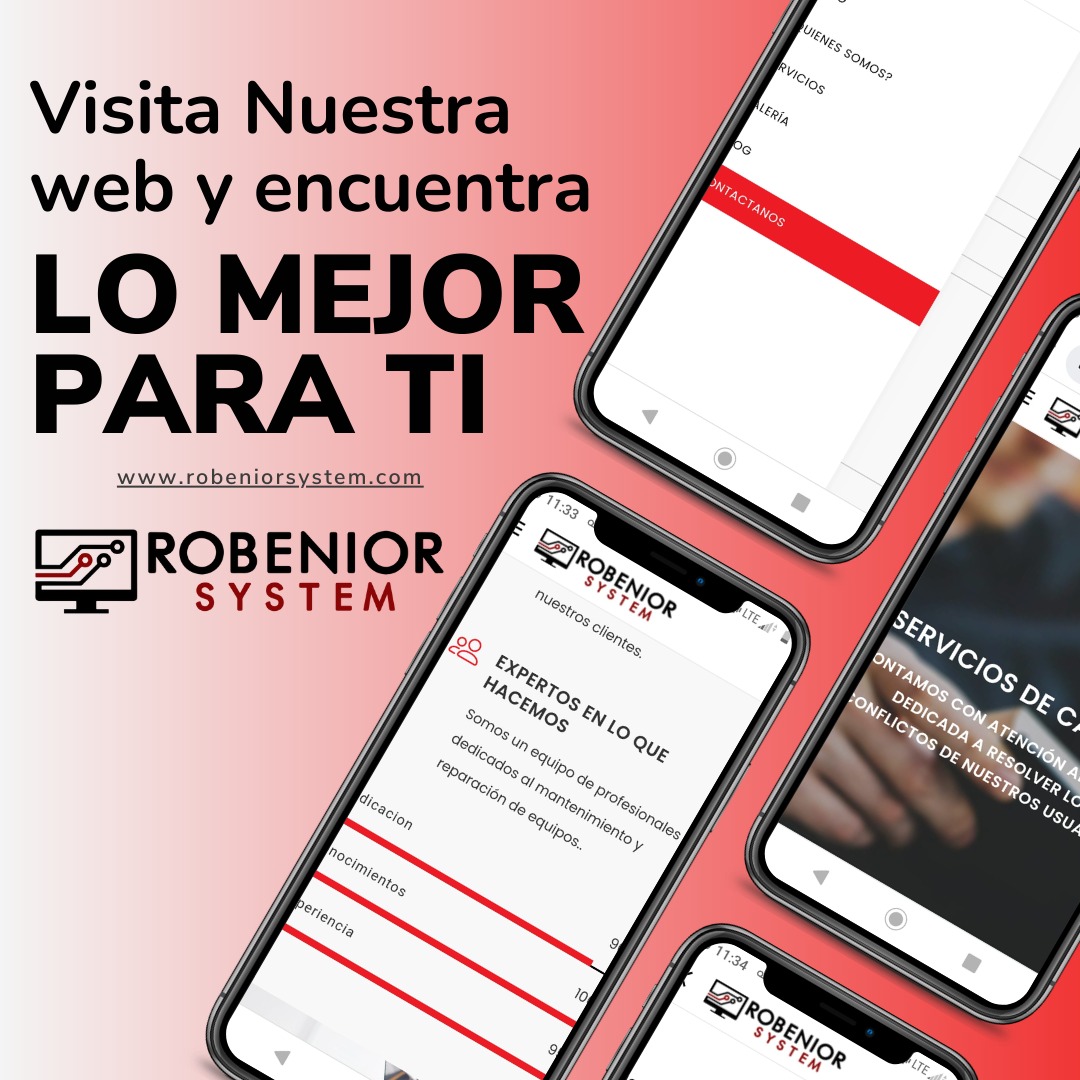 Visita Nuestra
web y encuentra
LO MEJOR
PARA TI
www.robeniorsystem.com
ROBENIOR
SYSTEM
UIENES SOMOS?
RVICIOS
ALERÍA
OG
ONTACTANOS
11:33
LTE
ROBENIOR
SYSTEM
nuestros clientes.
EXPERTOS EN LO QUE
HACEMOS
Somos un equipo de profesionales
dedicados al mantenimiento y
reparación de equipos..
dicacion
9
nocimientos
10
periencia
9
SERVICIOS DE CA
ONTAMOS CON ATENCIÓN A
DEDICADA A RESOLVER LO
CONFLICTOS DE NUESTROS USUA
11:34
LTE
ROBENIOR
SYSTEM